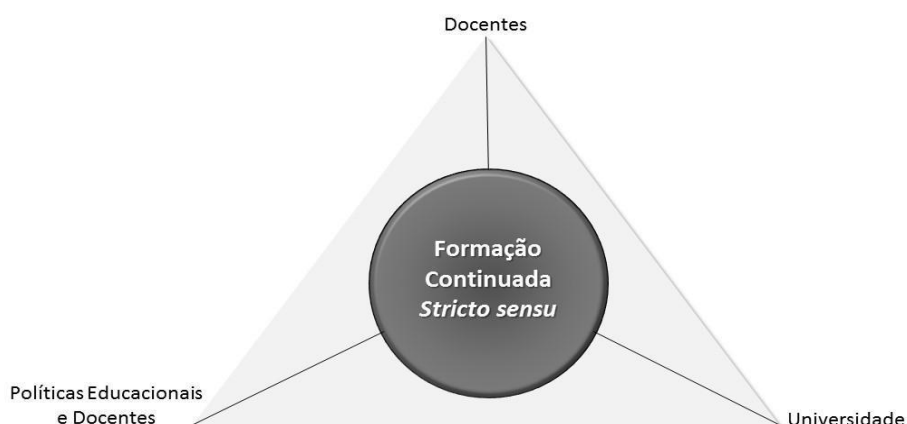 Docentes
Formação
Continuada
Stricto sensu
Políticas Educacionais
e Docentes
Universidade